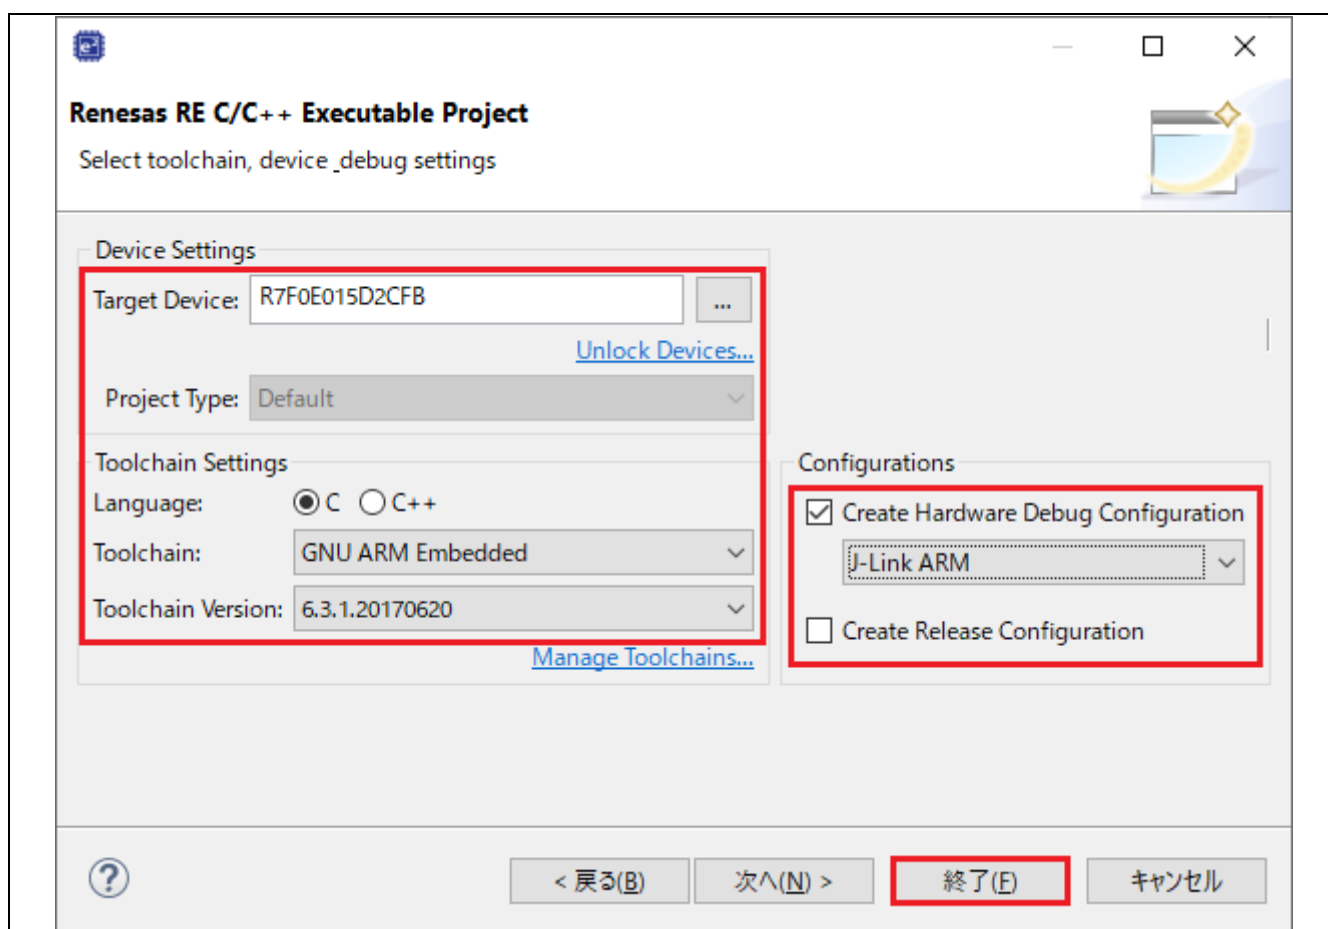 Renesas RE C/C++ Executable Project
Select toolchain, device _debug settings
Device Settings
Target Device: R7F0E015D2CFB ...
Unlock Devices...
Project Type: Default
Toolchain Settings
Language: C C++
Toolchain: GNU ARM Embedded
Toolchain Version: 6.3.1.20170620
Manage Toolchains...
Configurations
Create Hardware Debug Configuration
J-Link ARM
Create Release Configuration
< 戻る(B) 次へ(N) > 終了(F) キャンセル